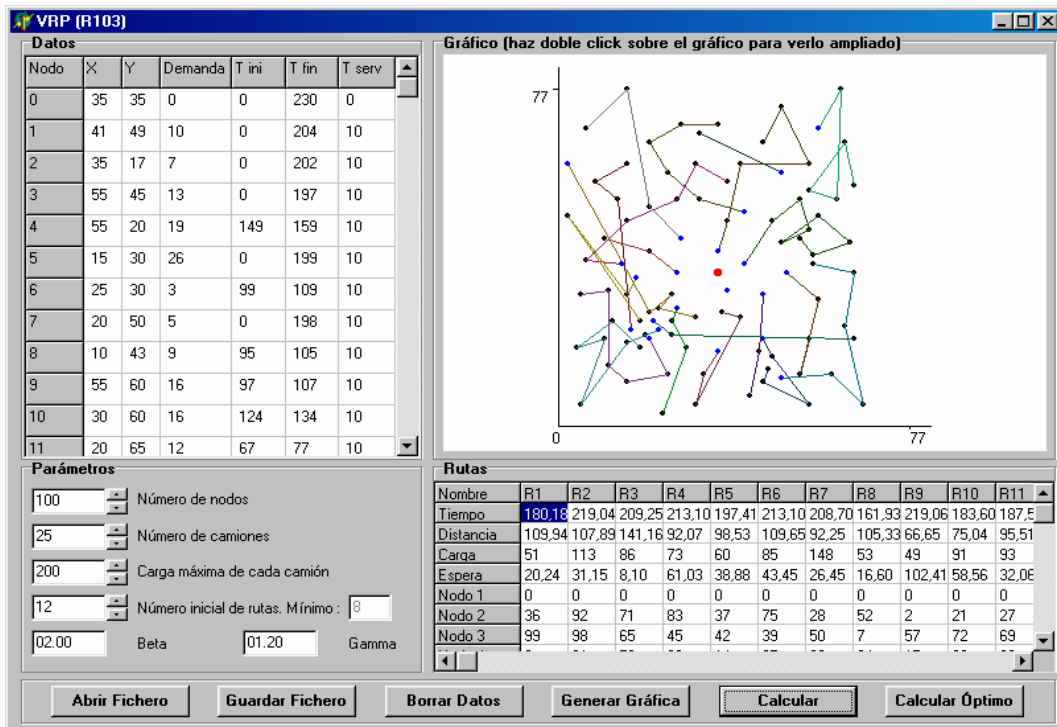 VRP (R103)
Datos
Nodo X Y Demanda T ini T fin T serv
0 35 35 0 0 230 0
1 41 49 10 0 204 10
2 35 17 7 0 202 10
3 55 45 13 0 197 10
4 55 20 19 149 159 10
5 15 30 26 0 199 10
6 25 30 3 99 109 10
7 20 50 5 0 198 10
8 10 43 9 95 105 10
9 55 60 16 97 107 10
10 30 60 16 124 134 10
11 20 65 12 67 77 10
Gráfico (haz doble click sobre el gráfico para verlo ampliado)
77
0 77
Parámetros
100 Número de nodos
25 Número de camiones
200 Carga máxima de cada camión
12 Número inicial de rutas. Mínimo : 8
02.00 Beta 01.20 Gamma
Rutas
Nombre R1 R2 R3 R4 R5 R6 R7 R8 R9 R10 R11
Tiempo 180,18 219,04 209,25 213,10 197,41 213,10 208,70 161,93 219,06 183,60 187,5
Distancia 109,94 107,89 141,16 92,07 98,53 109,65 92,25 105,33 66,65 75,04 95,51
Carga 51 113 86 73 60 85 148 53 49 91 93
Espera 20,24 31,15 8,10 61,03 38,88 43,45 26,45 16,60 102,41 58,56 32,06
Nodo 1 0 0 0 0 0 0 0 0 0 0 0
Nodo 2 36 92 71 83 37 75 28 52 2 21 27
Nodo 3 99 98 65 45 42 39 50 7 57 72 69
Abrir Fichero Guardar Fichero Borrar Datos Generar Gráfica Calcular Calcular Óptimo